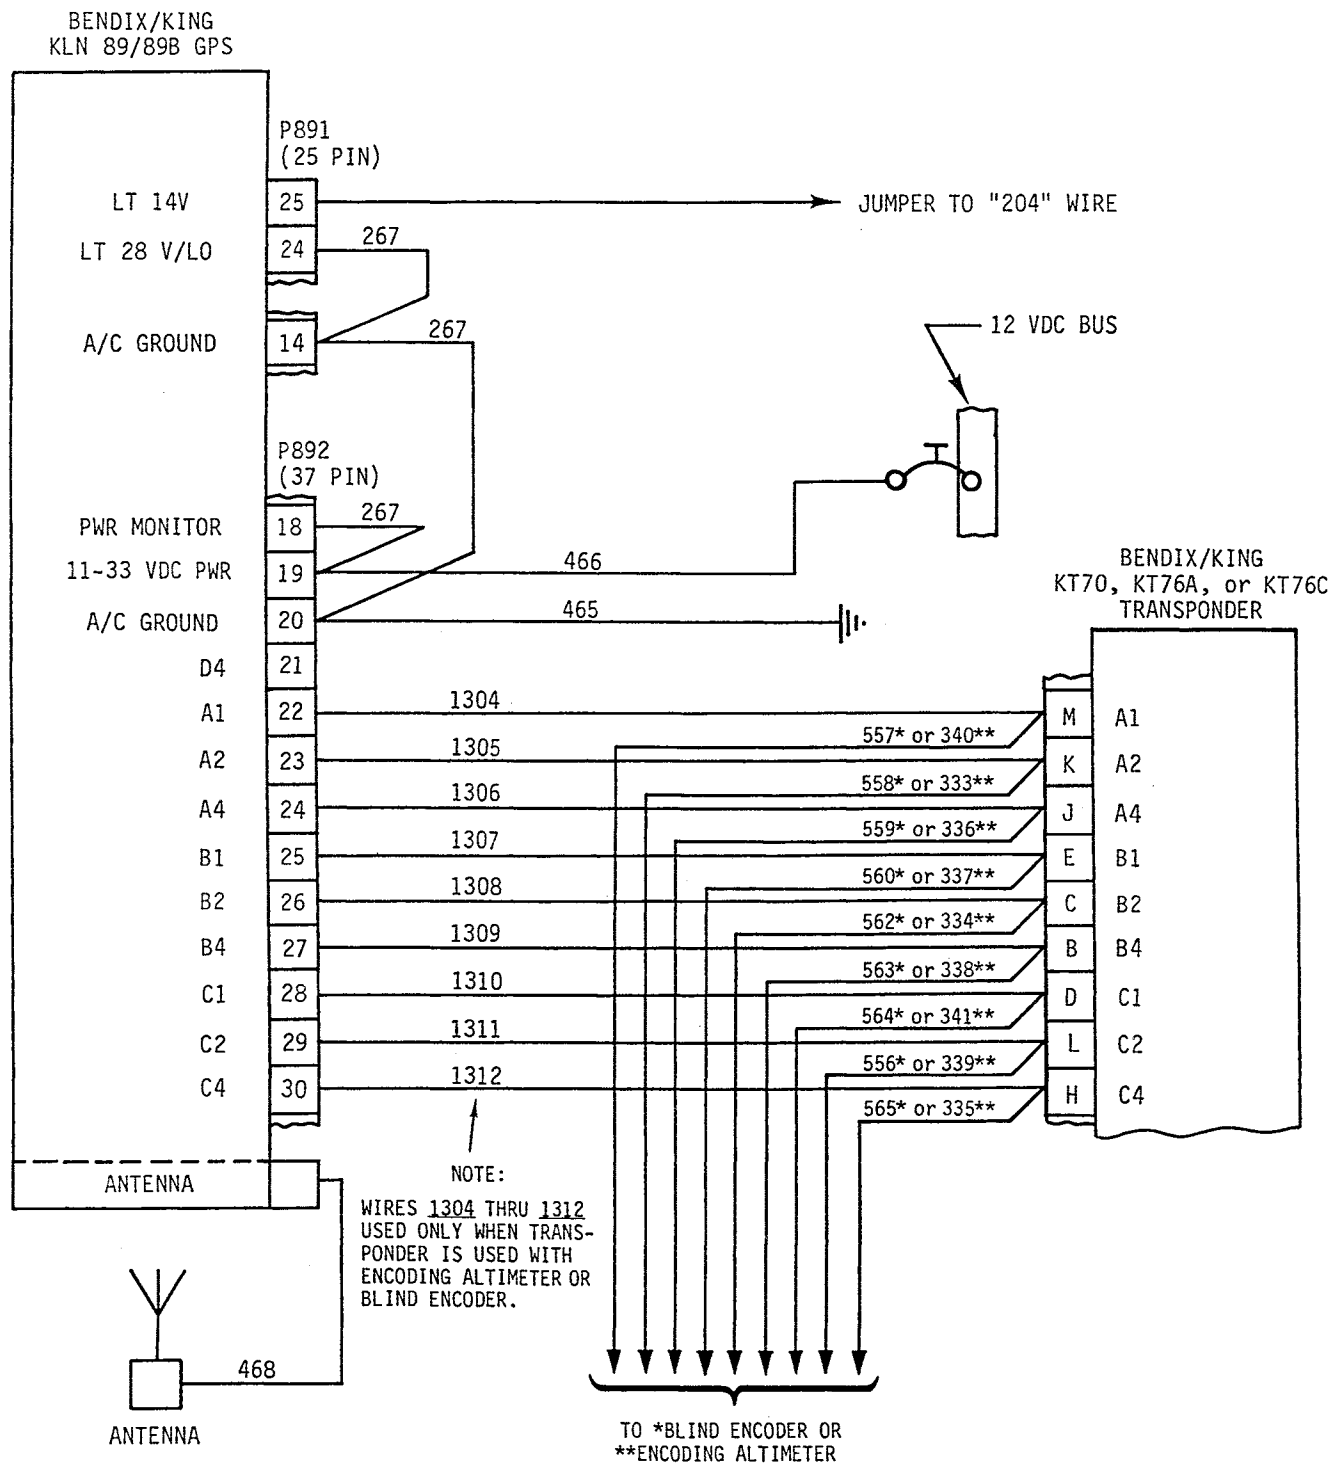 BENDIX/KING
KLN 89/89B GPS
P891
(25 PIN)
LT 14V 25 JUMPER TO "204" WIRE
LT 28 V/LO 24 267
A/C GROUND 14 267
12 VDC BUS
P892
(37 PIN)
PWR MONITOR 18 267
11-33 VDC PWR 19 466
A/C GROUND 20 465
BENDIX/KING
KT70, KT76A, or KT76C
TRANSPONDER
D4 21
A1 22 1304 M A1
557* or 340**
A2 23 1305 K A2
558* or 333**
A4 24 1306 J A4
559* or 336**
B1 25 1307 E B1
560* or 337**
B2 26 1308 C B2
562* or 334**
B4 27 1309 B B4
563* or 338**
C1 28 1310 D C1
564* or 341**
C2 29 1311 L C2
556* or 339**
C4 30 1312 H C4
565* or 335**
ANTENNA
NOTE:
WIRES 1304 THRU 1312
USED ONLY WHEN TRANS-
PONDER IS USED WITH
ENCODING ALTIMETER OR
BLIND ENCODER.
468
ANTENNA
TO *BLIND ENCODER OR
**ENCODING ALTIMETER